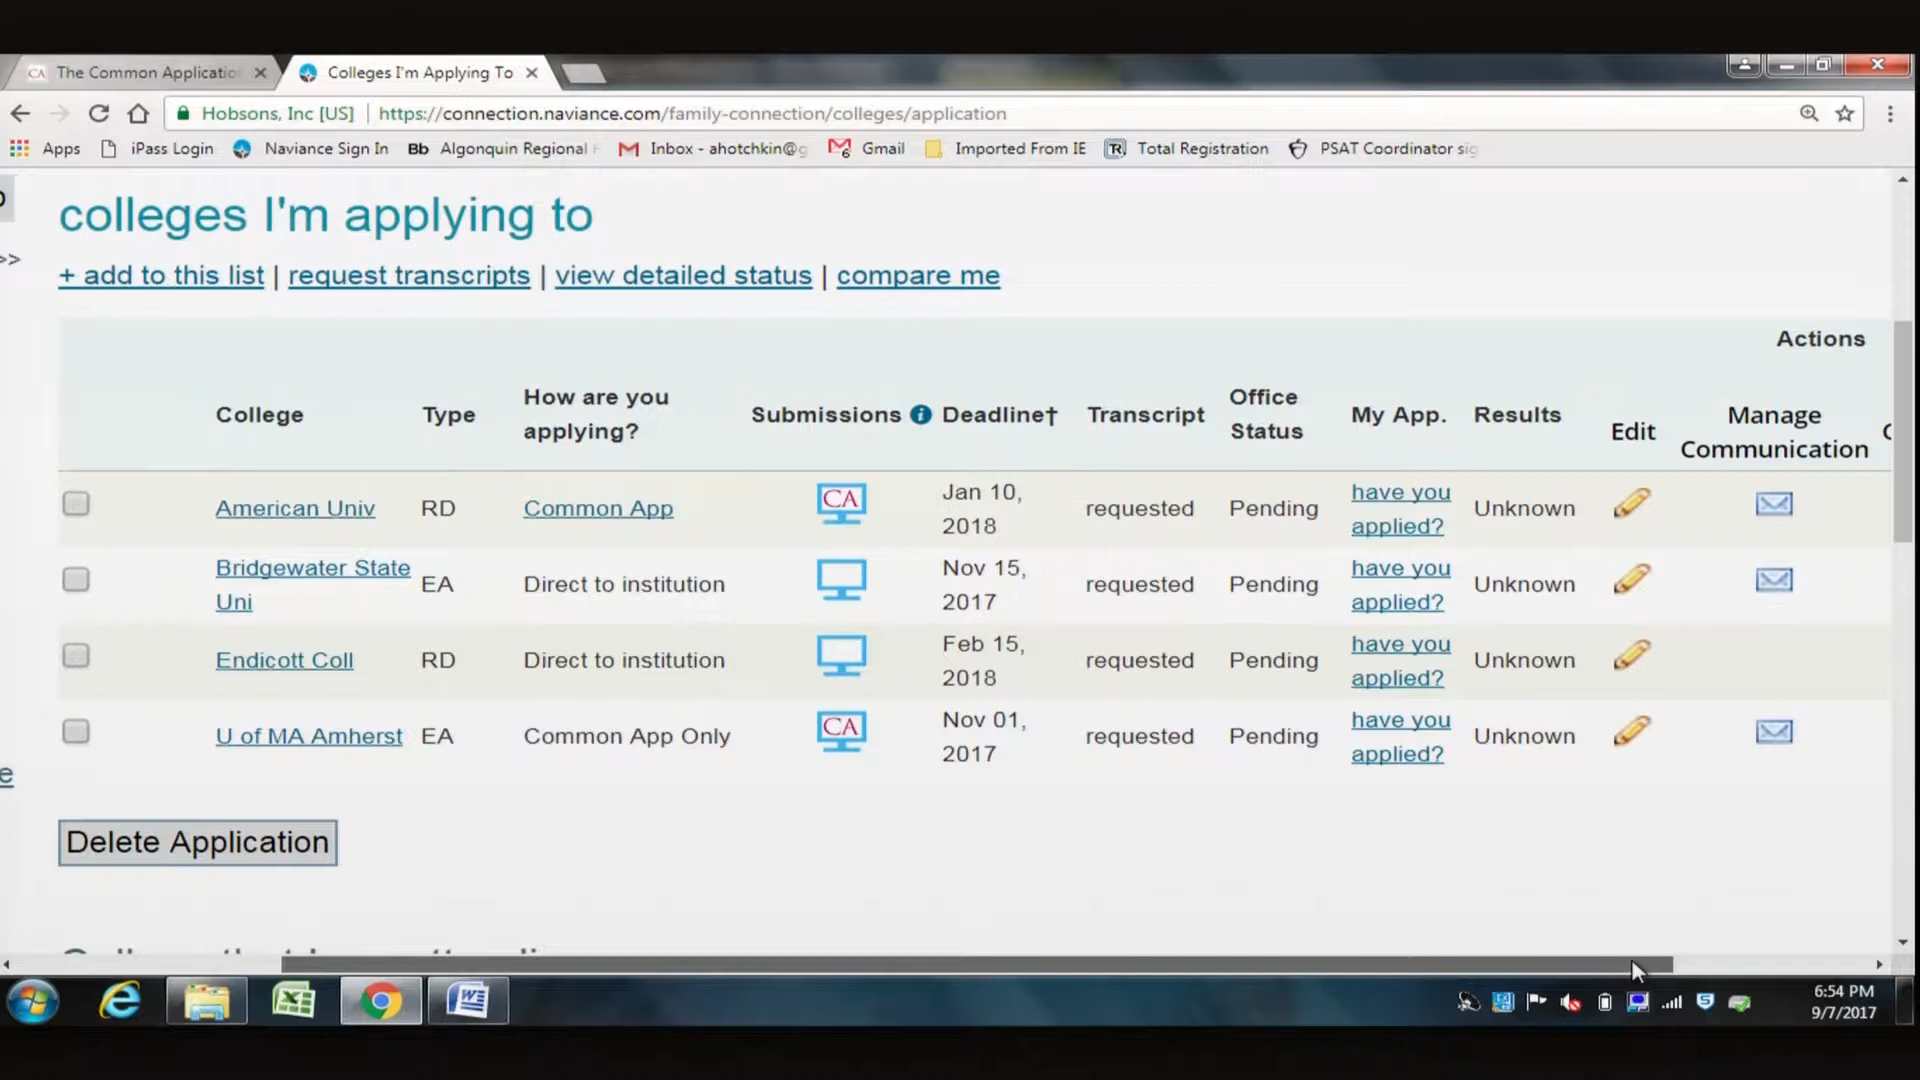 CA The Common Applicatio
Colleges I'm Applying To
Hobsons, Inc [US] | https://connection.naviance.com/family-connection/colleges/application
Apps iPass Login Naviance Sign In Bb Algonquin Regional Inbox - ahotchkin@g Gmail Imported From IE R Total Registration PSAT Coordinator sig
colleges I'm applying to
>>
+ add to this list | request transcripts | view detailed status | compare me
Actions
College Type How are you applying? Submissions i Deadline† Transcript Office Status My App. Results Edit Manage Communication
American Univ RD Common App CA Jan 10, 2018 requested Pending have you applied? Unknown
Bridgewater State Uni EA Direct to institution Nov 15, 2017 requested Pending have you applied? Unknown
Endicott Coll RD Direct to institution Feb 15, 2018 requested Pending have you applied? Unknown
U of MA Amherst EA Common App Only CA Nov 01, 2017 requested Pending have you applied? Unknown
e
Delete Application
6:54 PM
9/7/2017